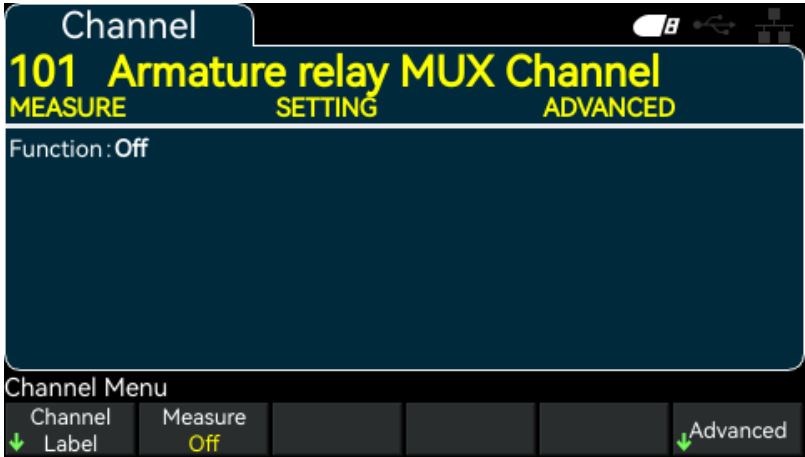 Channel
101 Armature relay MUX Channel
MEASURE SETTING ADVANCED
Function:Off
Channel Menu
Channel Label
Measure Off
Advanced